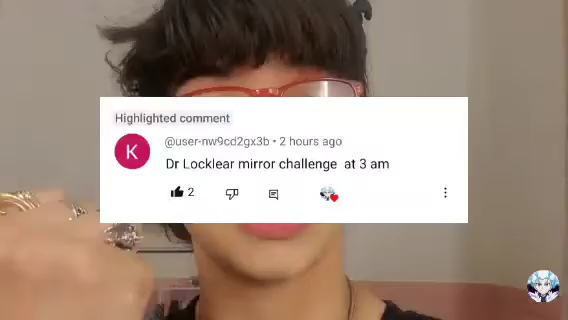 Highlighted comment
K
@user-nw9cd2gx3b • 2 hours ago
Dr Locklear mirror challenge at 3 am
2